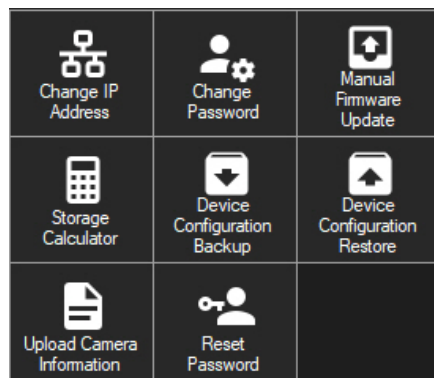 Change IP
Address
Change
Password
Manual
Firmware
Update
Storage
Calculator
Device
Configuration
Backup
Device
Configuration
Restore
Upload Camera
Information
Reset
Password